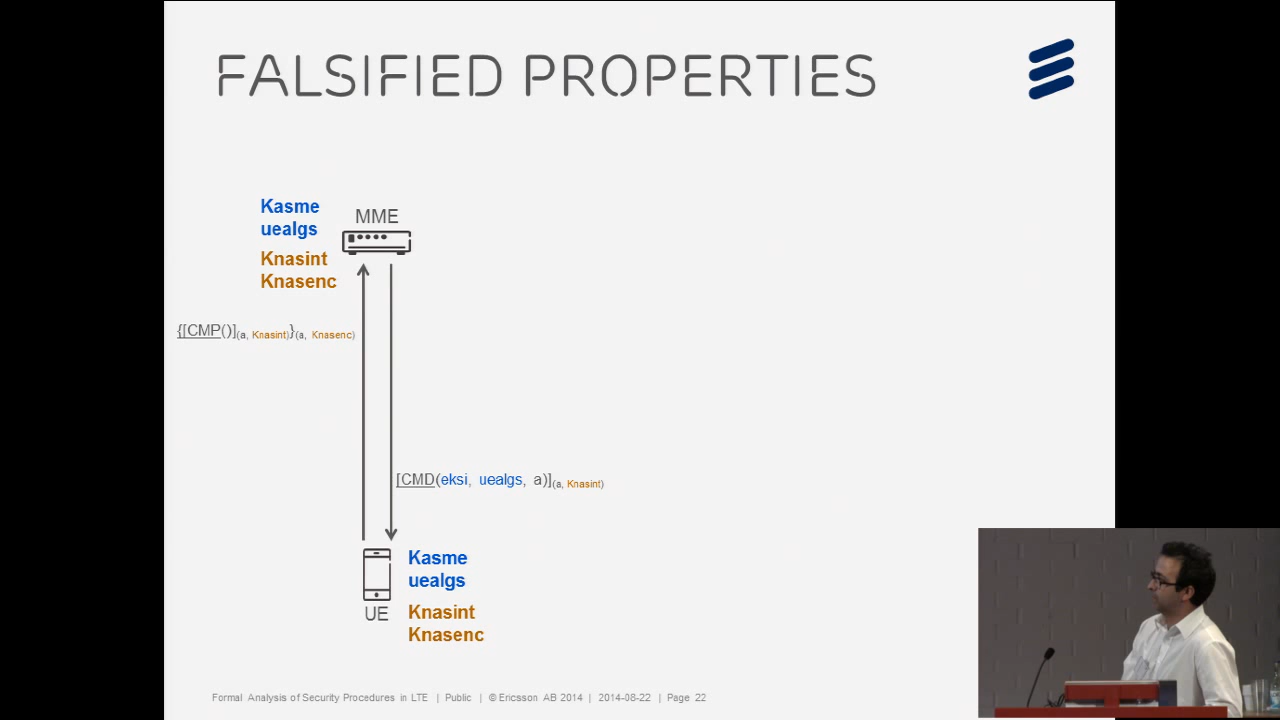 FALSIFIED PROPERTIES
Kasme
uealgs
MME
Knasint
Knasenc
{[CMP()](a, Knasint)}(a, Knasenc)
[CMD(eksi, uealgs, a)](a, Knasint)
Kasme
uealgs
UE
Knasint
Knasenc
Formal Analysis of Security Procedures in LTE | Public | © Ericsson AB 2014 | 2014-08-22 | Page 22